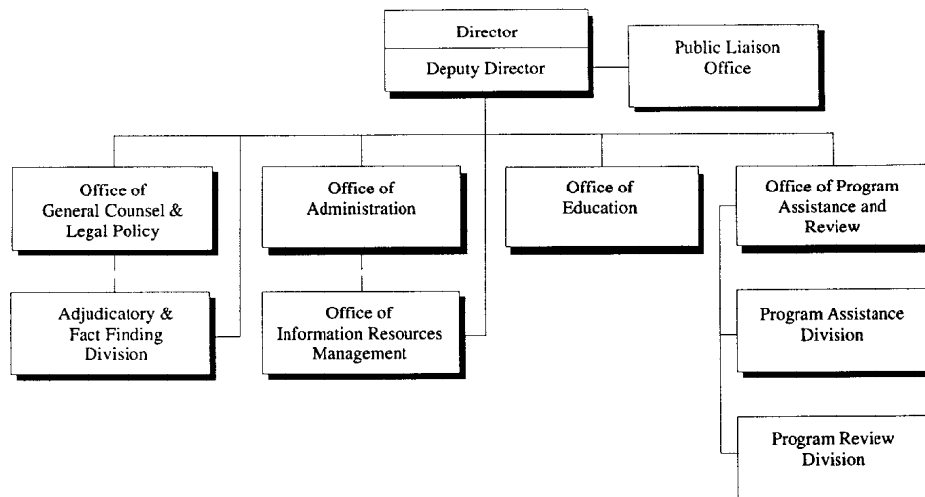 Director
Deputy Director
Public Liaison
Office
Office of
General Counsel &
Legal Policy
Office of
Administration
Office of
Education
Office of Program
Assistance and
Review
Adjudicatory &
Fact Finding
Division
Office of
Information Resources
Management
Program Assistance
Division
Program Review
Division